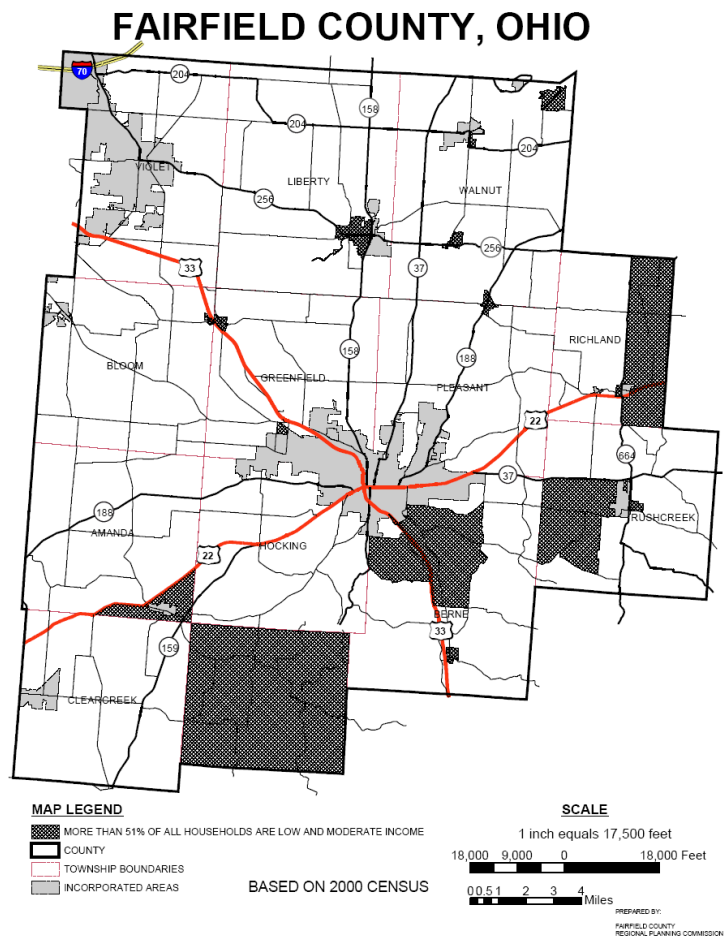 FAIRFIELD COUNTY, OHIO
70
204
158
204
204
VIOLET
LIBERTY
WALNUT
256
256
33
37
RICHLAND
158
188
BLOOM
GREENFIELD
PLEASANT
22
664
37
188
RUSHCREEK
AMANDA
22
HOCKING
BERNE
33
159
CLEARCREEK
MAP LEGEND
MORE THAN 51% OF ALL HOUSEHOLDS ARE LOW AND MODERATE INCOME
COUNTY
TOWNSHIP BOUNDARIES
INCORPORATED AREAS
BASED ON 2000 CENSUS
SCALE
1 inch equals 17,500 feet
18,000 9,000 0 18,000 Feet
0 0.5 1 2 3 4 Miles
PREPARED BY:
FAIRFIELD COUNTY
REGIONAL PLANNING COMMISSION